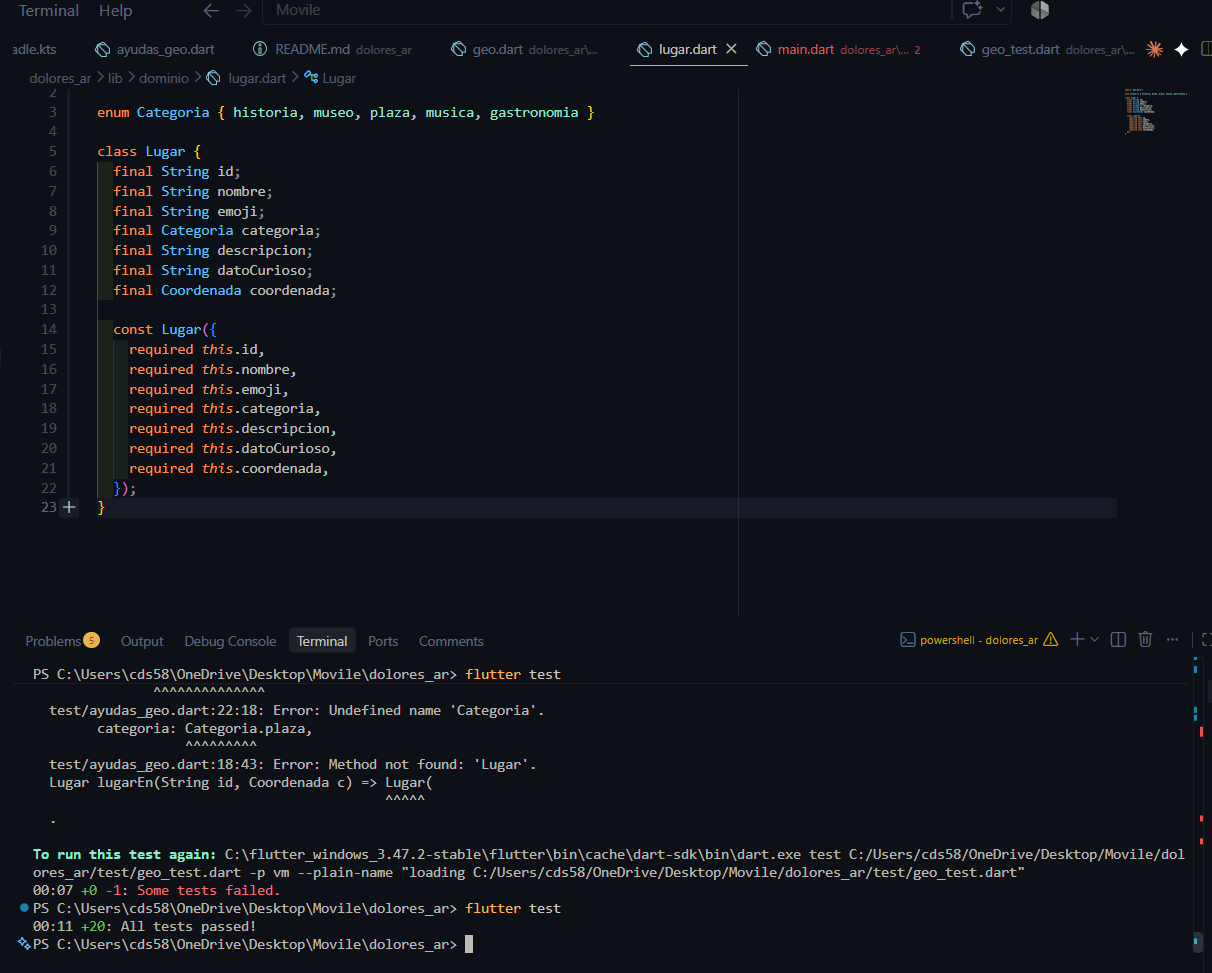 Terminal Help Movile
adle.kts ayudas_geo.dart README.md dolores_ar geo.dart dolores_ar\... lugar.dart main.dart dolores_ar\... 2 geo_test.dart dolores_ar\...
dolores_ar > lib > dominio > lugar.dart > Lugar
2
3 enum Categoria { historia, museo, plaza, musica, gastronomia }
4
5 class Lugar {
6 final String id;
7 final String nombre;
8 final String emoji;
9 final Categoria categoria;
10 final String descripcion;
11 final String datoCurioso;
12 final Coordenada coordenada;
13
14 const Lugar({
15 required this.id,
16 required this.nombre,
17 required this.emoji,
18 required this.categoria,
19 required this.descripcion,
20 required this.datoCurioso,
21 required this.coordenada,
22 });
23 }
Problems 5 Output Debug Console Terminal Ports Comments powershell - dolores_ar
PS C:\Users\cds58\OneDrive\Desktop\Movile\dolores_ar> flutter test
^^^^^^^^^^^^^^
test/ayudas_geo.dart:22:18: Error: Undefined name 'Categoria'.
categoria: Categoria.plaza,
^^^^^^^^^
test/ayudas_geo.dart:18:43: Error: Method not found: 'Lugar'.
Lugar lugarEn(String id, Coordenada c) => Lugar(
^^^^^
.
To run this test again: C:\flutter_windows_3.47.2-stable\flutter\bin\cache\dart-sdk\bin\dart.exe test C:/Users/cds58/OneDrive/Desktop/Movile/dol
ores_ar/test/geo_test.dart -p vm --plain-name "loading C:/Users/cds58/OneDrive/Desktop/Movile/dolores_ar/test/geo_test.dart"
00:07 +0 -1: Some tests failed.
PS C:\Users\cds58\OneDrive\Desktop\Movile\dolores_ar> flutter test
00:11 +20: All tests passed!
PS C:\Users\cds58\OneDrive\Desktop\Movile\dolores_ar>